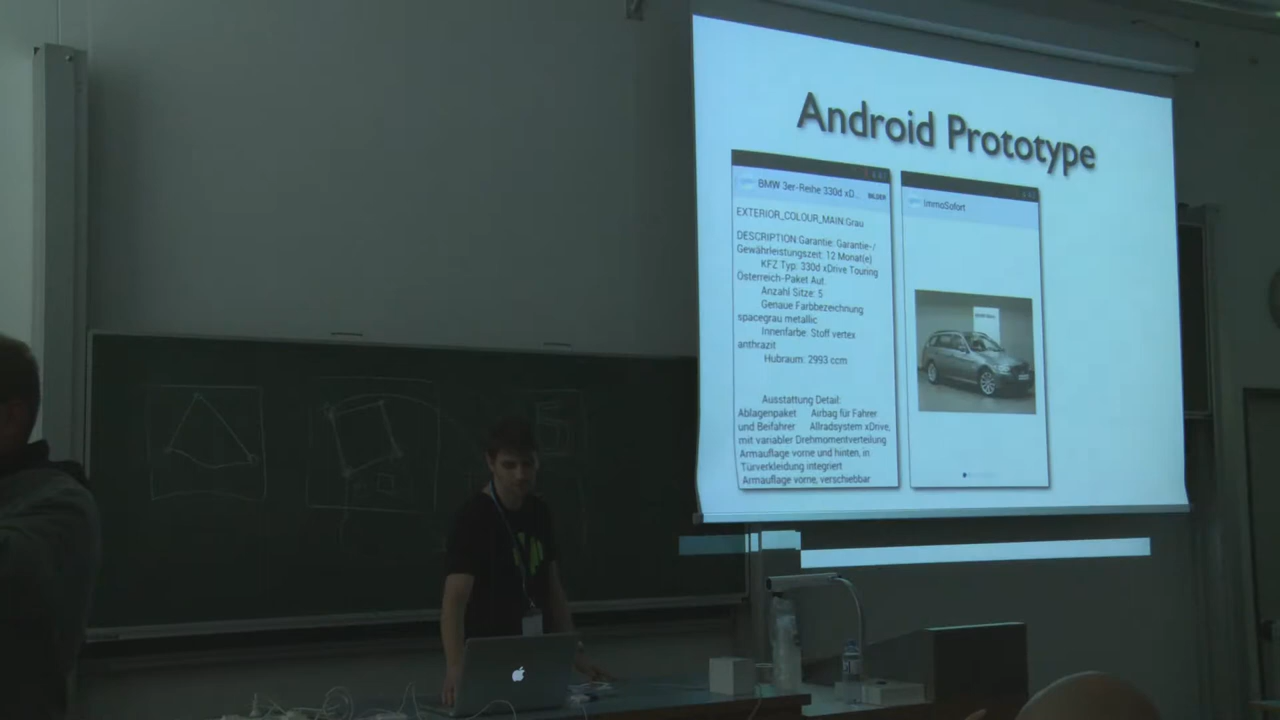 Android Prototype
BMW 3er-Reihe 330d xD...
BILDER
EXTERIOR_COLOUR_MAIN:Grau
DESCRIPTION:Garantie: Garantie-/
Gewährleistungszeit: 12 Monat(e)
KFZ Typ: 330d xDrive Touring
Österreich-Paket Aut.
Anzahl Sitze: 5
Genaue Farbbezeichnung
spacegrau metallic
Innenfarbe: Stoff vertex
anthrazit
Hubraum: 2993 ccm
Ausstattung Detail:
Ablagenpaket Airbag für Fahrer
und Beifahrer Allradsystem xDrive,
mit variabler Drehmomentverteilung
Armauflage vorne und hinten, in
Türverkleidung integriert
Armauflage vorne, verschiebbar
ImmoSofort